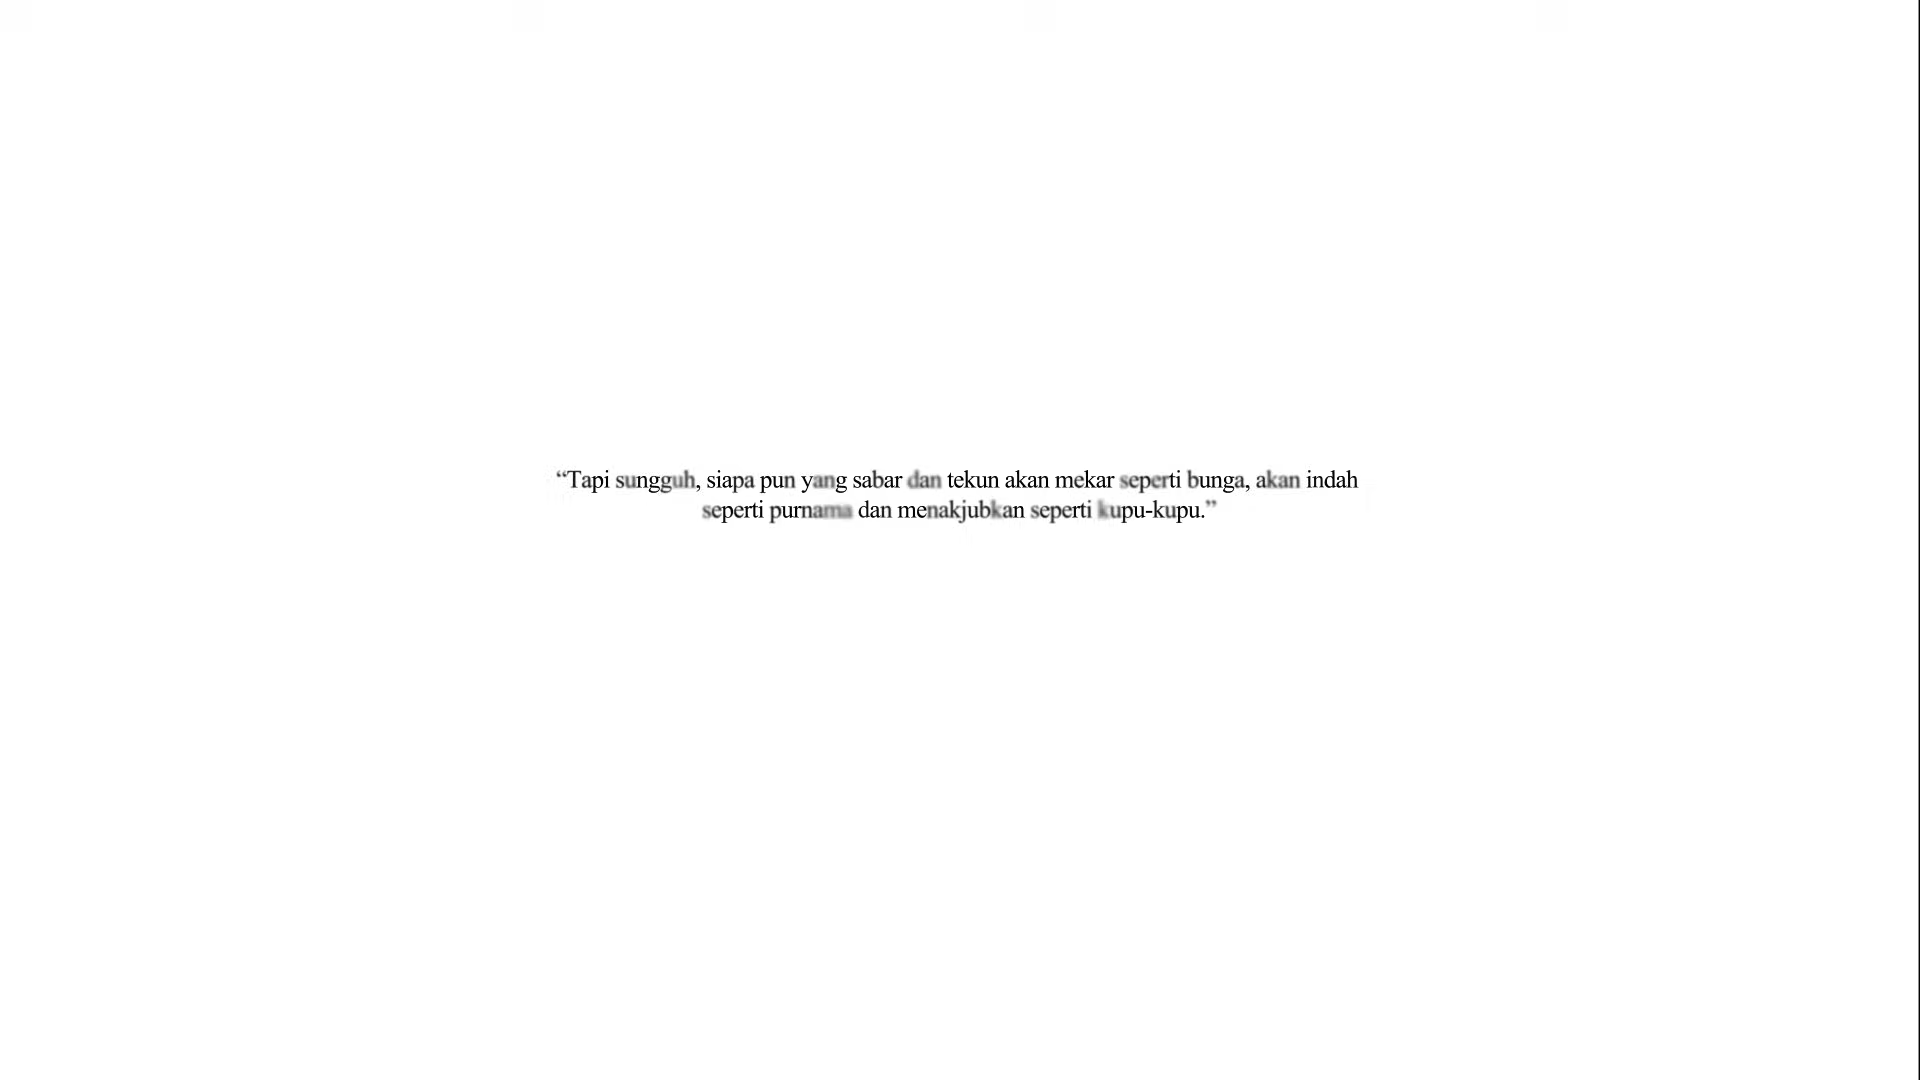 “Tapi sungguh, siapa pun yang sabar dan tekun akan mekar seperti bunga, akan indah
seperti purnama dan menakjubkan seperti kupu-kupu.”